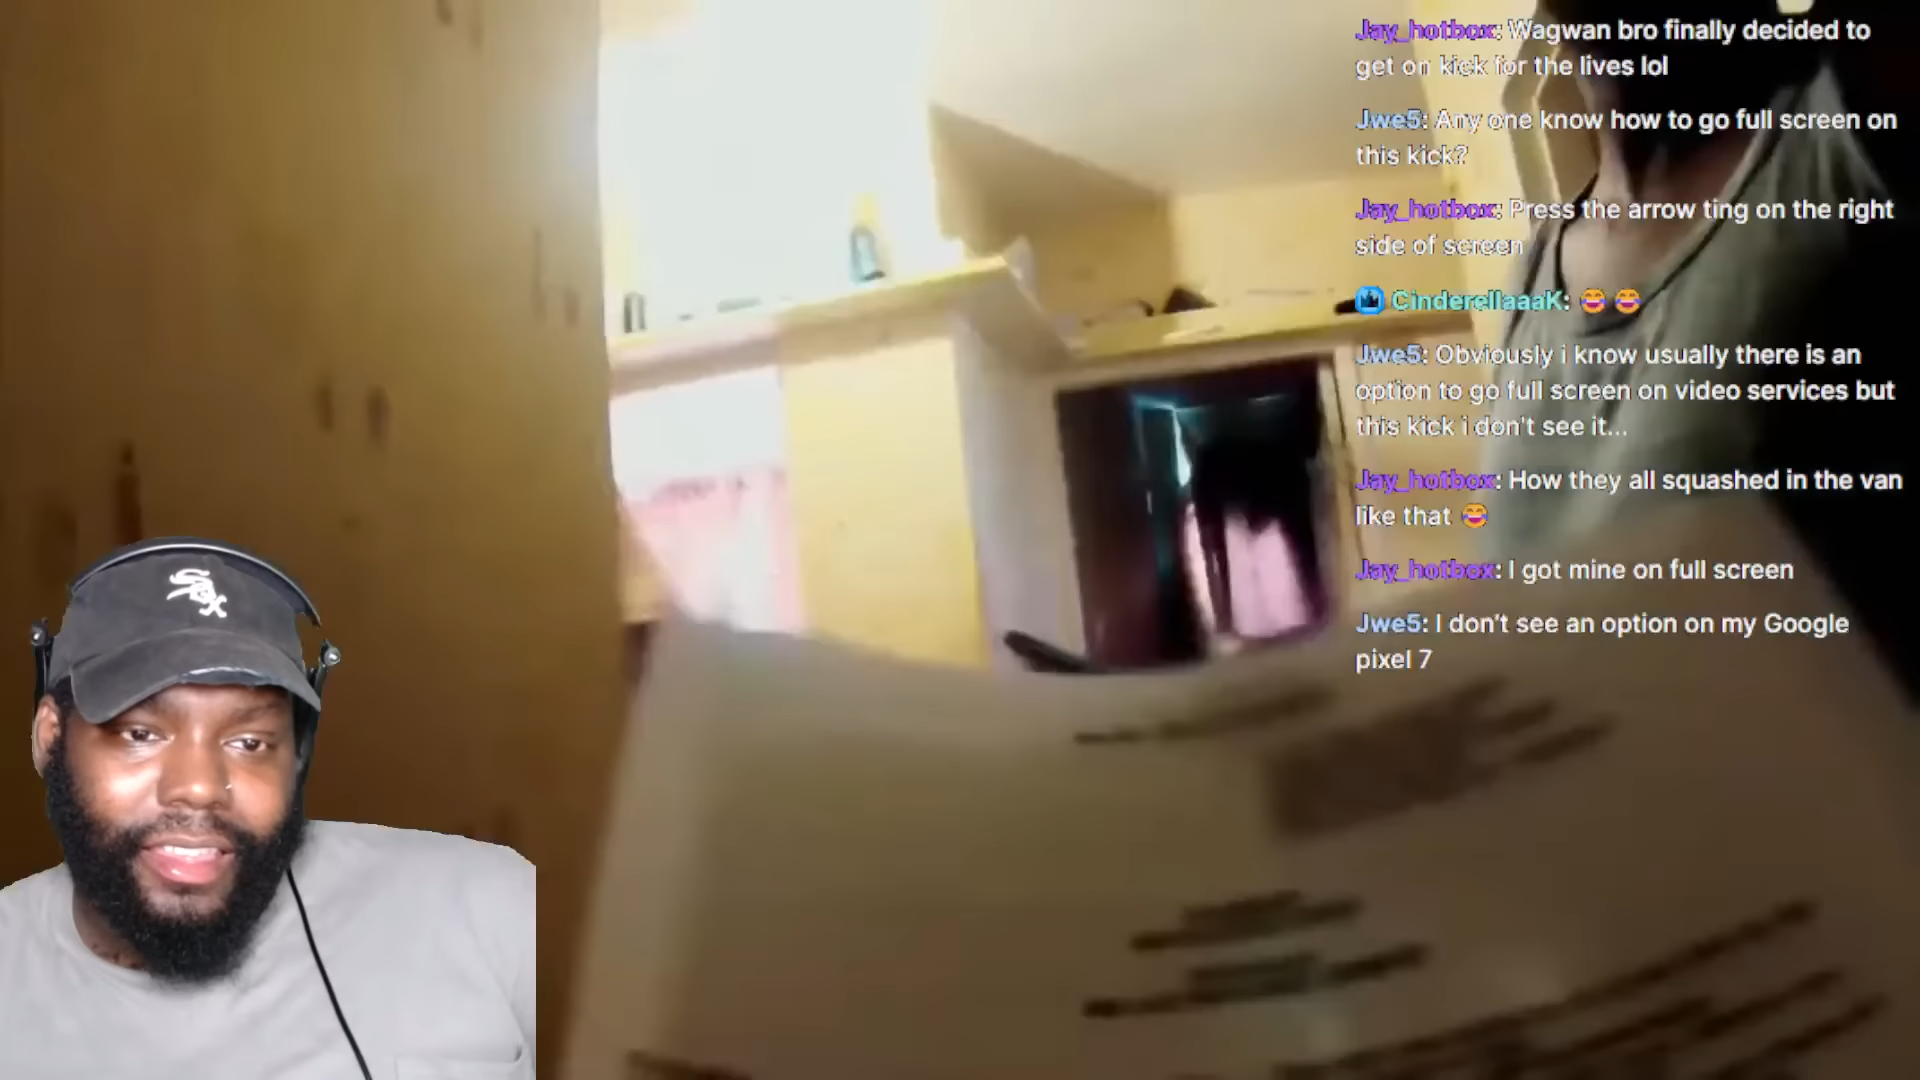 Jay_hotbox: Wagwan bro finally decided to
get on kick for the lives lol
Jwe5: Any one know how to go full screen on
this kick?
Jay_hotbox: Press the arrow ting on the right
side of screen
CinderellaaaK: 😂 😂
Jwe5: Obviously i know usually there is an
option to go full screen on video services but
this kick i don't see it...
Jay_hotbox: How they all squashed in the van
like that 😂
Jay_hotbox: I got mine on full screen
Jwe5: I don't see an option on my Google
pixel 7
Sox